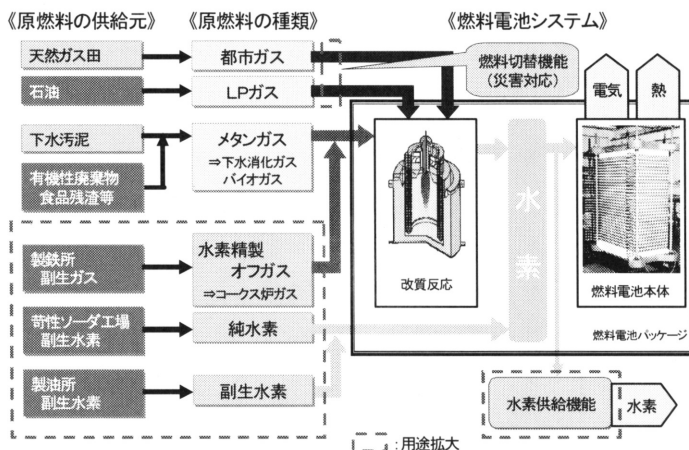 《原燃料の供給元》
《原燃料の種類》
《燃料電池システム》
天然ガス田
都市ガス
燃料切替機能
(災害対応)
電気
熱
石油
LPガス
下水汚泥
メタンガス
⇒下水消化ガス
バイオガス
有機性廃棄物
食品残渣等
水素
改質反応
燃料電池本体
燃料電池パッケージ
製鉄所
副生ガス
水素精製
オフガス
⇒コークス炉ガス
苛性ソーダ工場
副生水素
純水素
製油所
副生水素
副生水素
水素供給機能
水素
:用途拡大